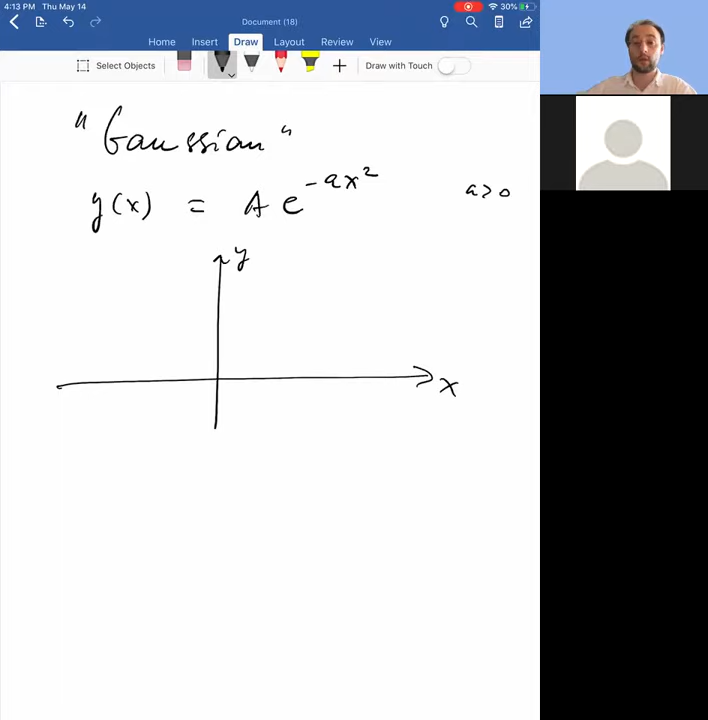 4:13 PM Thu May 14
30%
Document (18)
Home Insert Draw Layout Review View
Select Objects
Draw with Touch
"Gaussian"
y(x) = A e^-ax^2 a>0
y
x